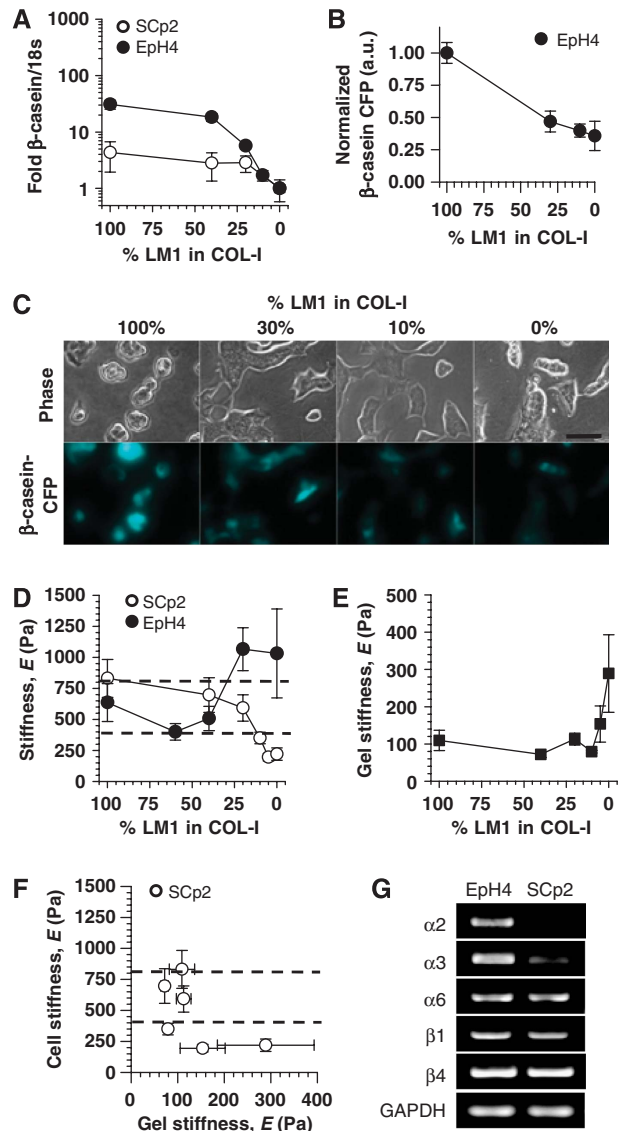 A
SCp2
EpH4
Fold β-casein/18s
1000
100
10
1
100 75 50 25 0
% LM1 in COL-I
B
EpH4
Normalized
β-casein CFP (a.u.)
1.00
0.75
0.50
0.25
0.00
100 75 50 25 0
% LM1 in COL-I
C
% LM1 in COL-I
100% 30% 10% 0%
Phase
β-casein-
CFP
D
SCp2
EpH4
Stiffness, E (Pa)
1500
1250
1000
750
500
250
0
100 75 50 25 0
% LM1 in COL-I
E
Gel stiffness, E (Pa)
500
400
300
200
100
0
100 75 50 25 0
% LM1 in COL-I
F
SCp2
Cell stiffness, E (Pa)
1500
1250
1000
750
500
250
0
0 100 200 300 400
Gel stiffness, E (Pa)
G
EpH4 SCp2
α2
α3
α6
β1
β4
GAPDH